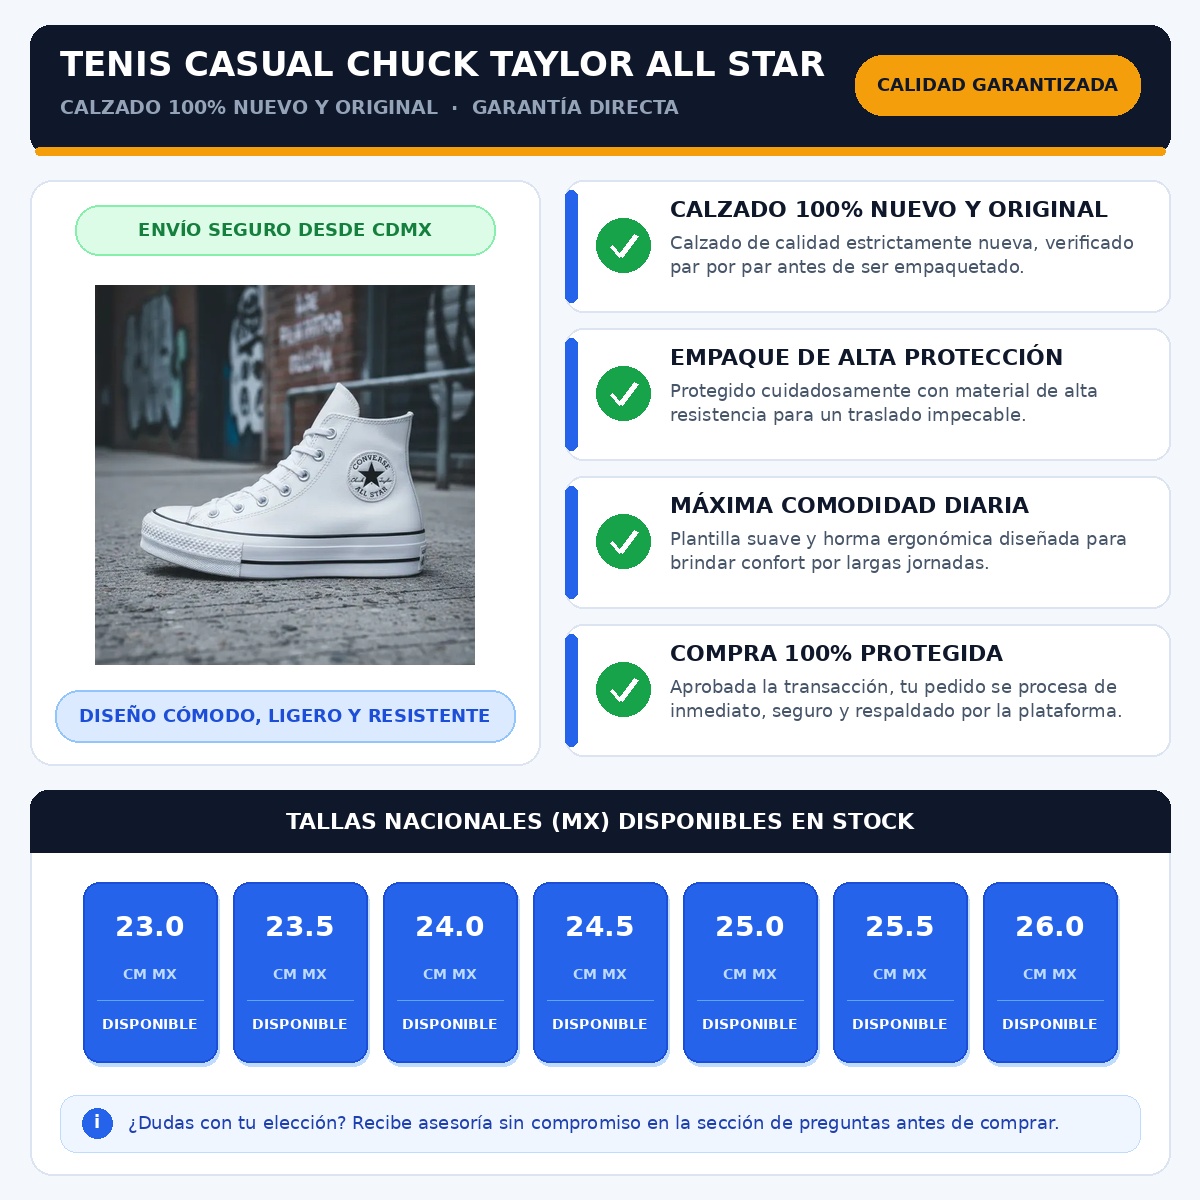 TENIS CASUAL CHUCK TAYLOR ALL STAR
CALZADO 100% NUEVO Y ORIGINAL · GARANTÍA DIRECTA
CALIDAD GARANTIZADA
ENVÍO SEGURO DESDE CDMX
CONVERSE
ALL STAR
DISEÑO CÓMODO, LIGERO Y RESISTENTE
CALZADO 100% NUEVO Y ORIGINAL
Calzado de calidad estrictamente nueva, verificado
par por par antes de ser empaquetado.
EMPAQUE DE ALTA PROTECCIÓN
Protegido cuidadosamente con material de alta
resistencia para un traslado impecable.
MÁXIMA COMODIDAD DIARIA
Plantilla suave y horma ergonómica diseñada para
brindar confort por largas jornadas.
COMPRA 100% PROTEGIDA
Aprobada la transacción, tu pedido se procesa de
inmediato, seguro y respaldado por la plataforma.
TALLAS NACIONALES (MX) DISPONIBLES EN STOCK
23.0 23.5 24.0 24.5 25.0 25.5 26.0
CM MX CM MX CM MX CM MX CM MX CM MX CM MX
DISPONIBLE DISPONIBLE DISPONIBLE DISPONIBLE DISPONIBLE DISPONIBLE DISPONIBLE
i ¿Dudas con tu elección? Recibe asesoría sin compromiso en la sección de preguntas antes de comprar.